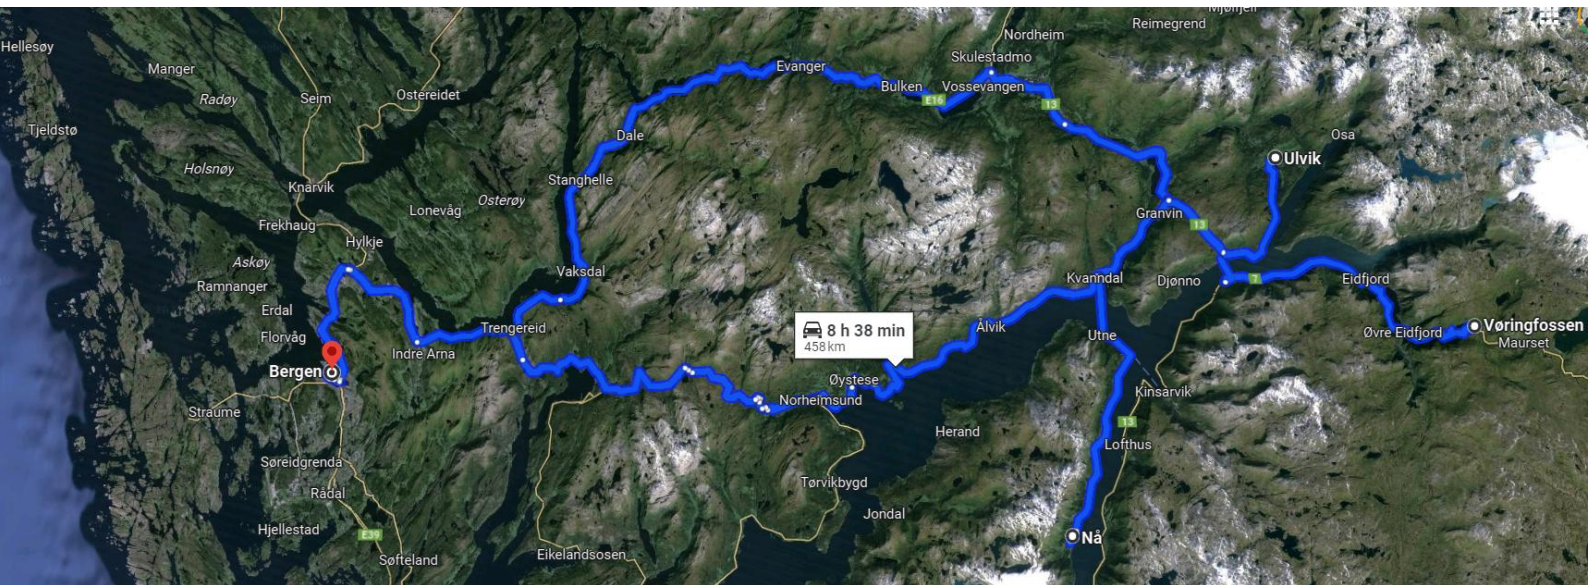 Mjølfjell
Hellesøy
Reimegrend
Nordheim
Skulestadmo
Manger
Evanger
Radøy
Seim
Ostereidet
Bulken
Vossevangen
E16
13
Tjeldstø
Dale
Osa
Ulvik
Holsnøy
Stanghelle
Knarvik
Osterøy
Lonevåg
Granvin
Frekhaug
13
Hylkje
Askøy
Vaksdal
Kvanndal
Djønno
7
Eidfjord
Ramnanger
Erdal
Florvåg
Trengereid
8 h 38 min
458 km
Ålvik
Utne
Øvre Eidfjord
Vøringfossen
Maurset
Indre Arna
Bergen
Øystese
Kinsarvik
Norheimsund
Straume
Herand
13
Lofthus
Søreidgrenda
Tørvikbygd
Rådal
Jondal
Hjellestad
E39
Nå
Eikelandsosen
Søfteland